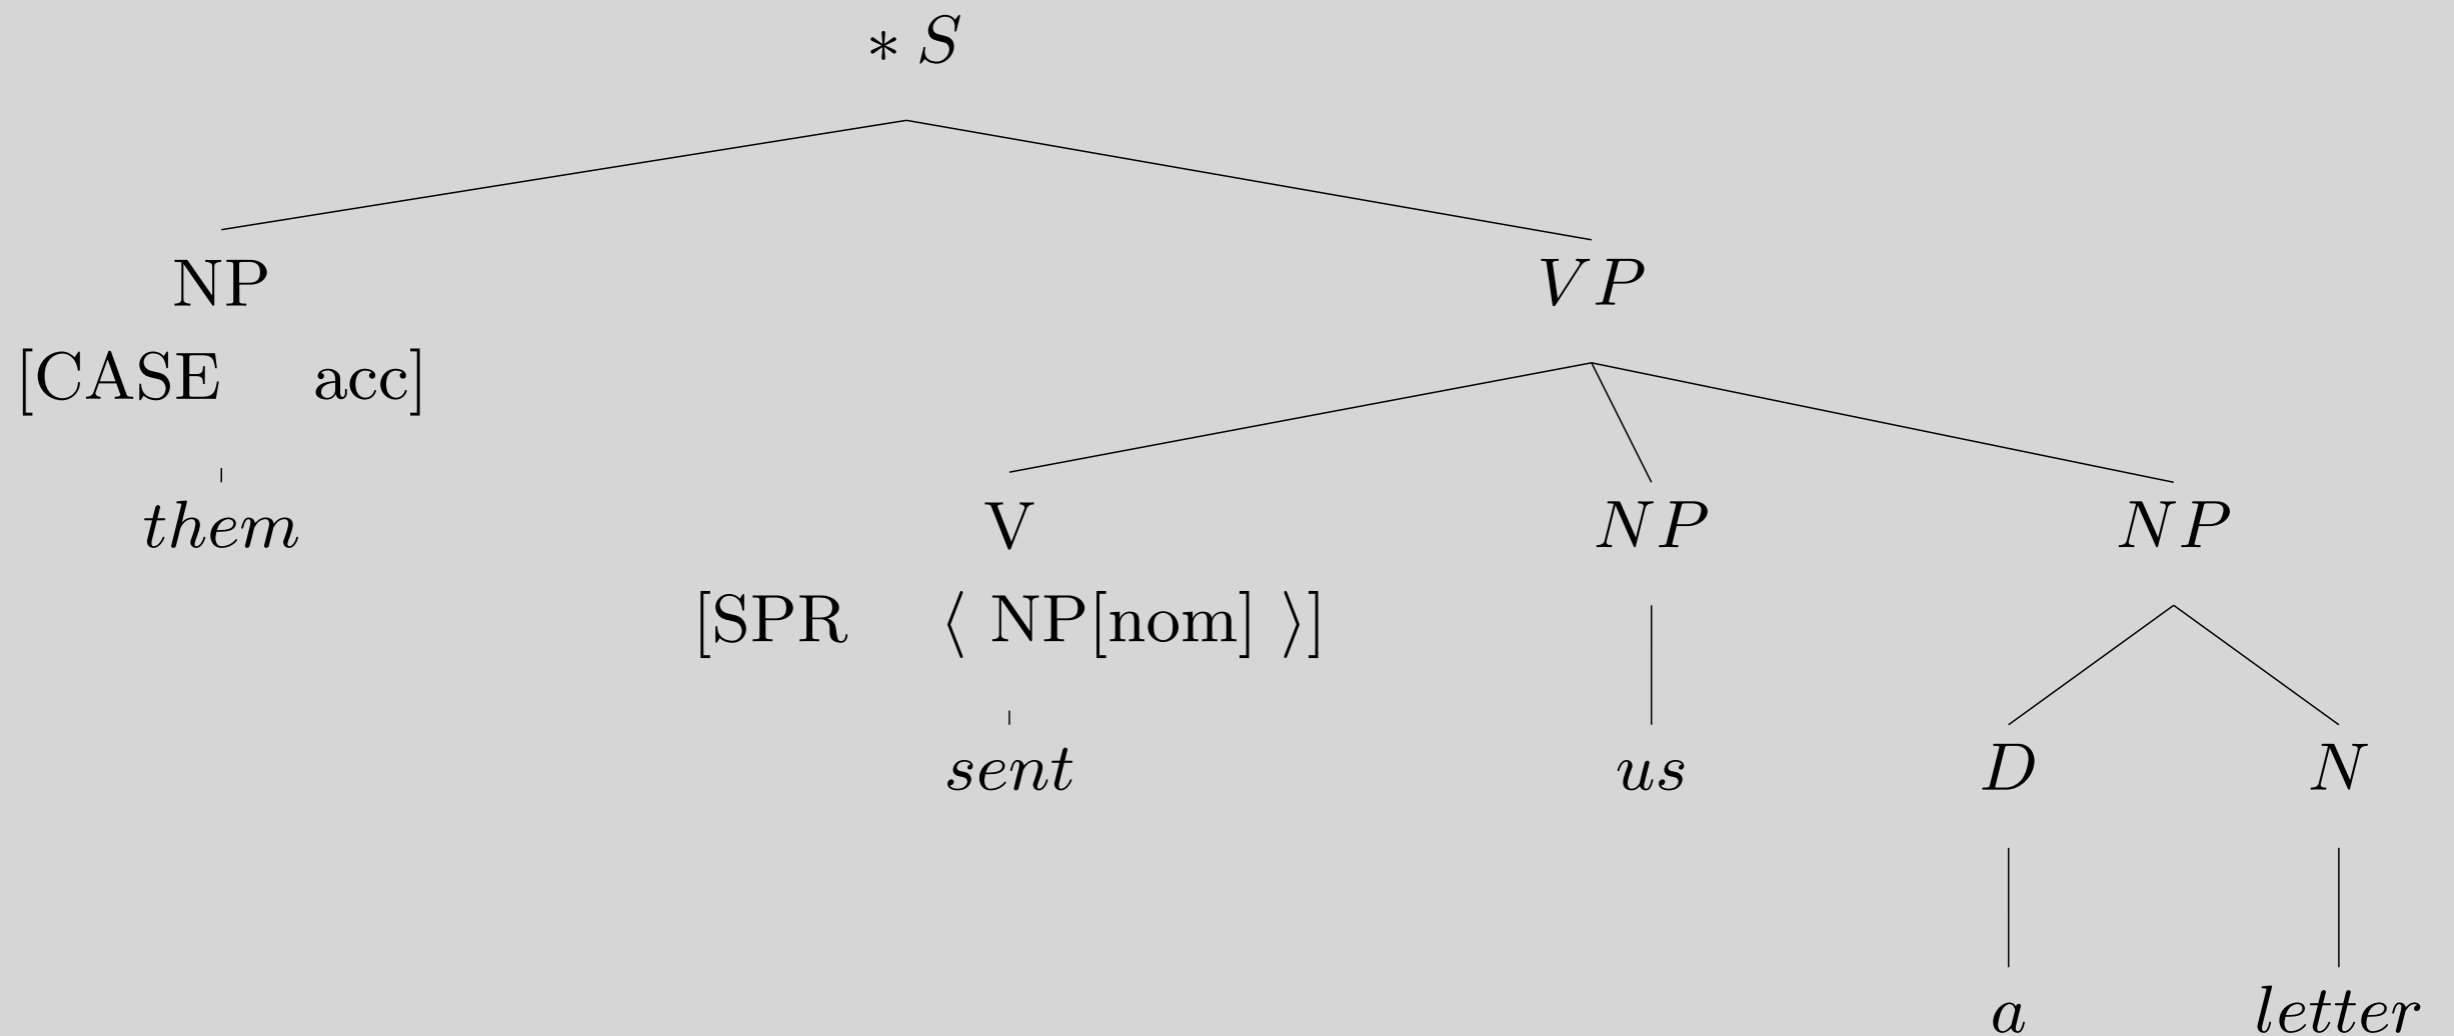 * S
NP VP
[CASE acc]
them V NP NP
[SPR ⟨ NP[nom] ⟩]
sent us D N
a letter